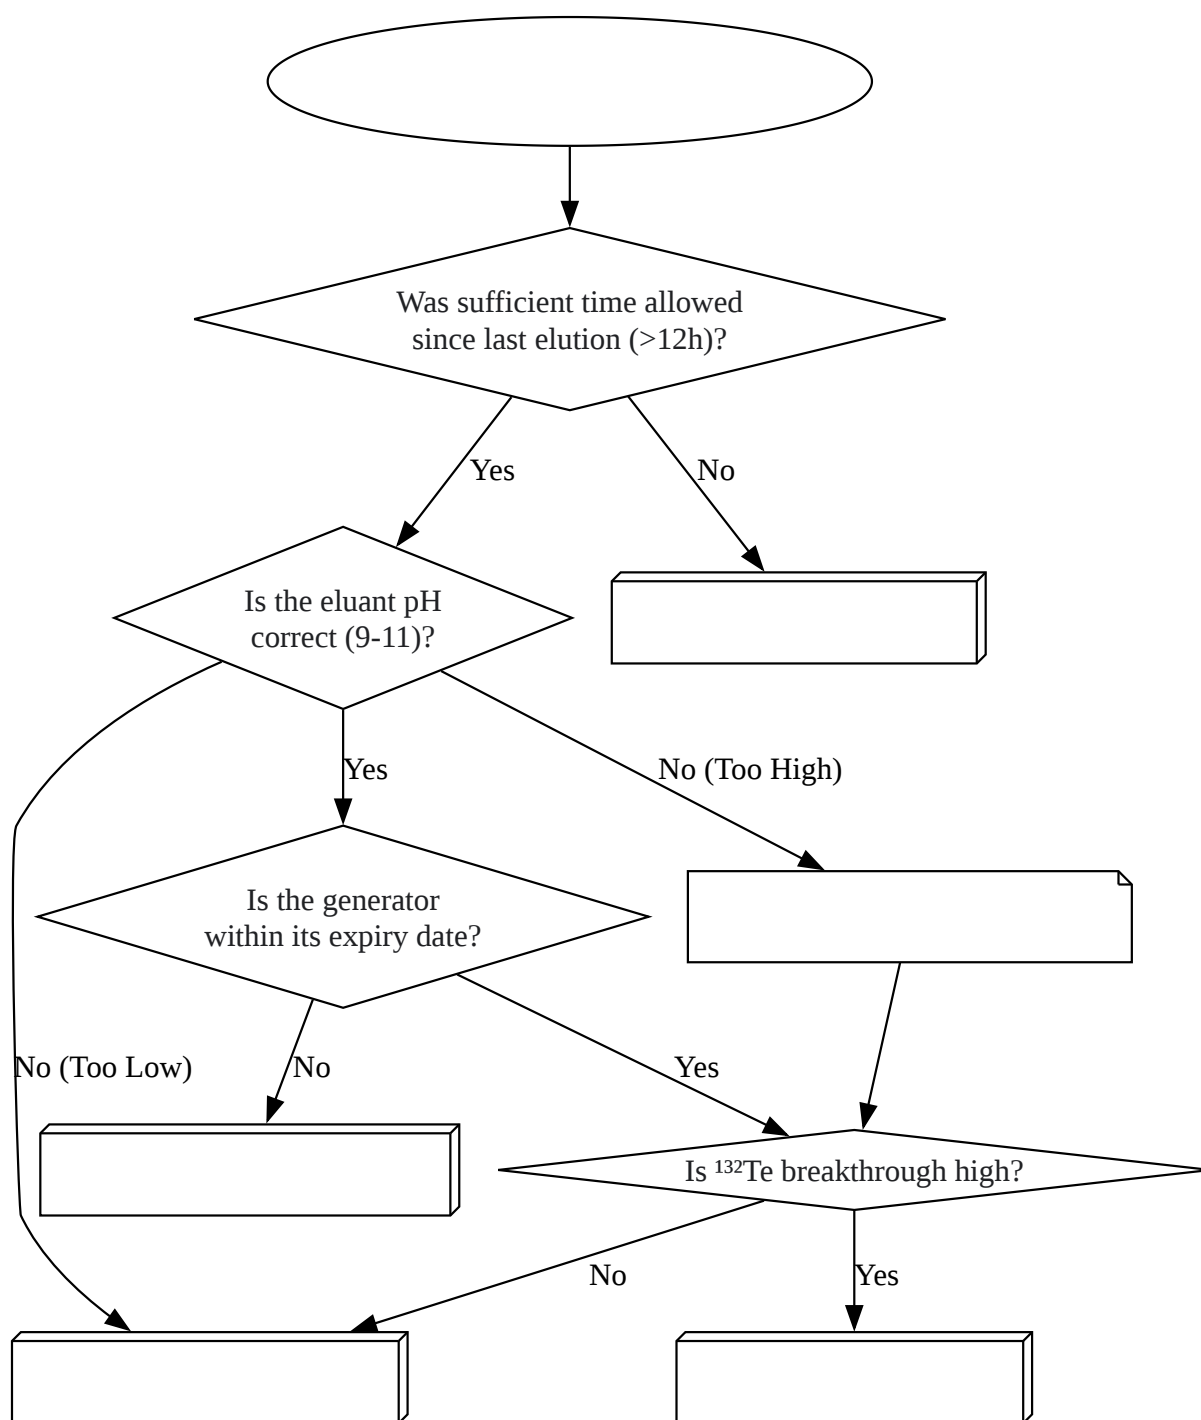 Was sufficient time allowed
since last elution (>12h)?
Yes
No
Is the eluant pH
correct (9-11)?
Yes
No (Too High)
Is the generator
within its expiry date?
No (Too Low)
No
Yes
Is ¹³²Te breakthrough high?
No
Yes